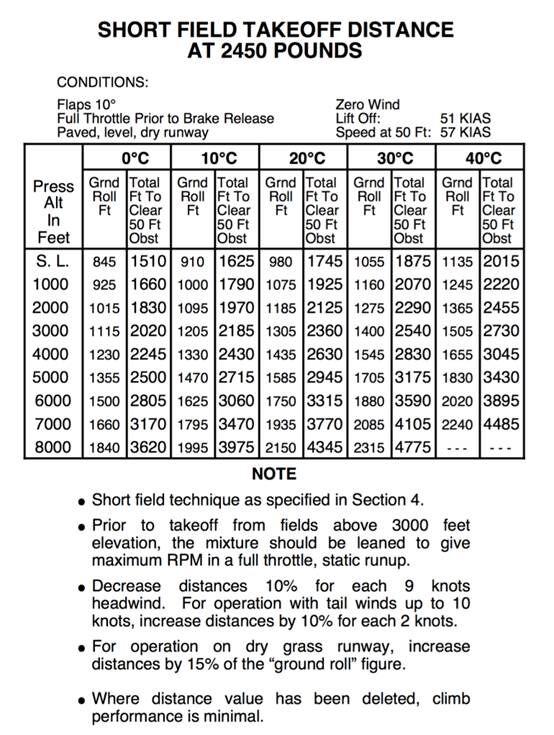 SHORT FIELD TAKEOFF DISTANCE
AT 2450 POUNDS
CONDITIONS:
Flaps 10° Zero Wind
Full Throttle Prior to Brake Release Lift Off: 51 KIAS
Paved, level, dry runway Speed at 50 Ft: 57 KIAS
0°C 10°C 20°C 30°C 40°C
Press Grnd Total Grnd Total Grnd Total Grnd Total Grnd Total
Alt Roll Ft To Roll Ft To Roll Ft To Roll Ft To Roll Ft To
In Ft Clear Ft Clear Ft Clear Ft Clear Ft Clear
Feet 50 Ft 50 Ft 50 Ft 50 Ft 50 Ft
Obst Obst Obst Obst Obst
S. L. 845 1510 910 1625 980 1745 1055 1875 1135 2015
1000 925 1660 1000 1790 1075 1925 1160 2070 1245 2220
2000 1015 1830 1095 1970 1185 2125 1275 2290 1365 2455
3000 1115 2020 1205 2185 1305 2360 1400 2540 1505 2730
4000 1230 2245 1330 2430 1435 2630 1545 2830 1655 3045
5000 1355 2500 1470 2715 1585 2945 1705 3175 1830 3430
6000 1500 2805 1625 3060 1750 3315 1880 3590 2020 3895
7000 1660 3170 1795 3470 1935 3770 2085 4105 2240 4485
8000 1840 3620 1995 3975 2150 4345 2315 4775 --- ---
NOTE
• Short field technique as specified in Section 4.
• Prior to takeoff from fields above 3000 feet
elevation, the mixture should be leaned to give
maximum RPM in a full throttle, static runup.
• Decrease distances 10% for each 9 knots
headwind. For operation with tail winds up to 10
knots, increase distances by 10% for each 2 knots.
• For operation on dry grass runway, increase
distances by 15% of the “ground roll” figure.
• Where distance value has been deleted, climb
performance is minimal.